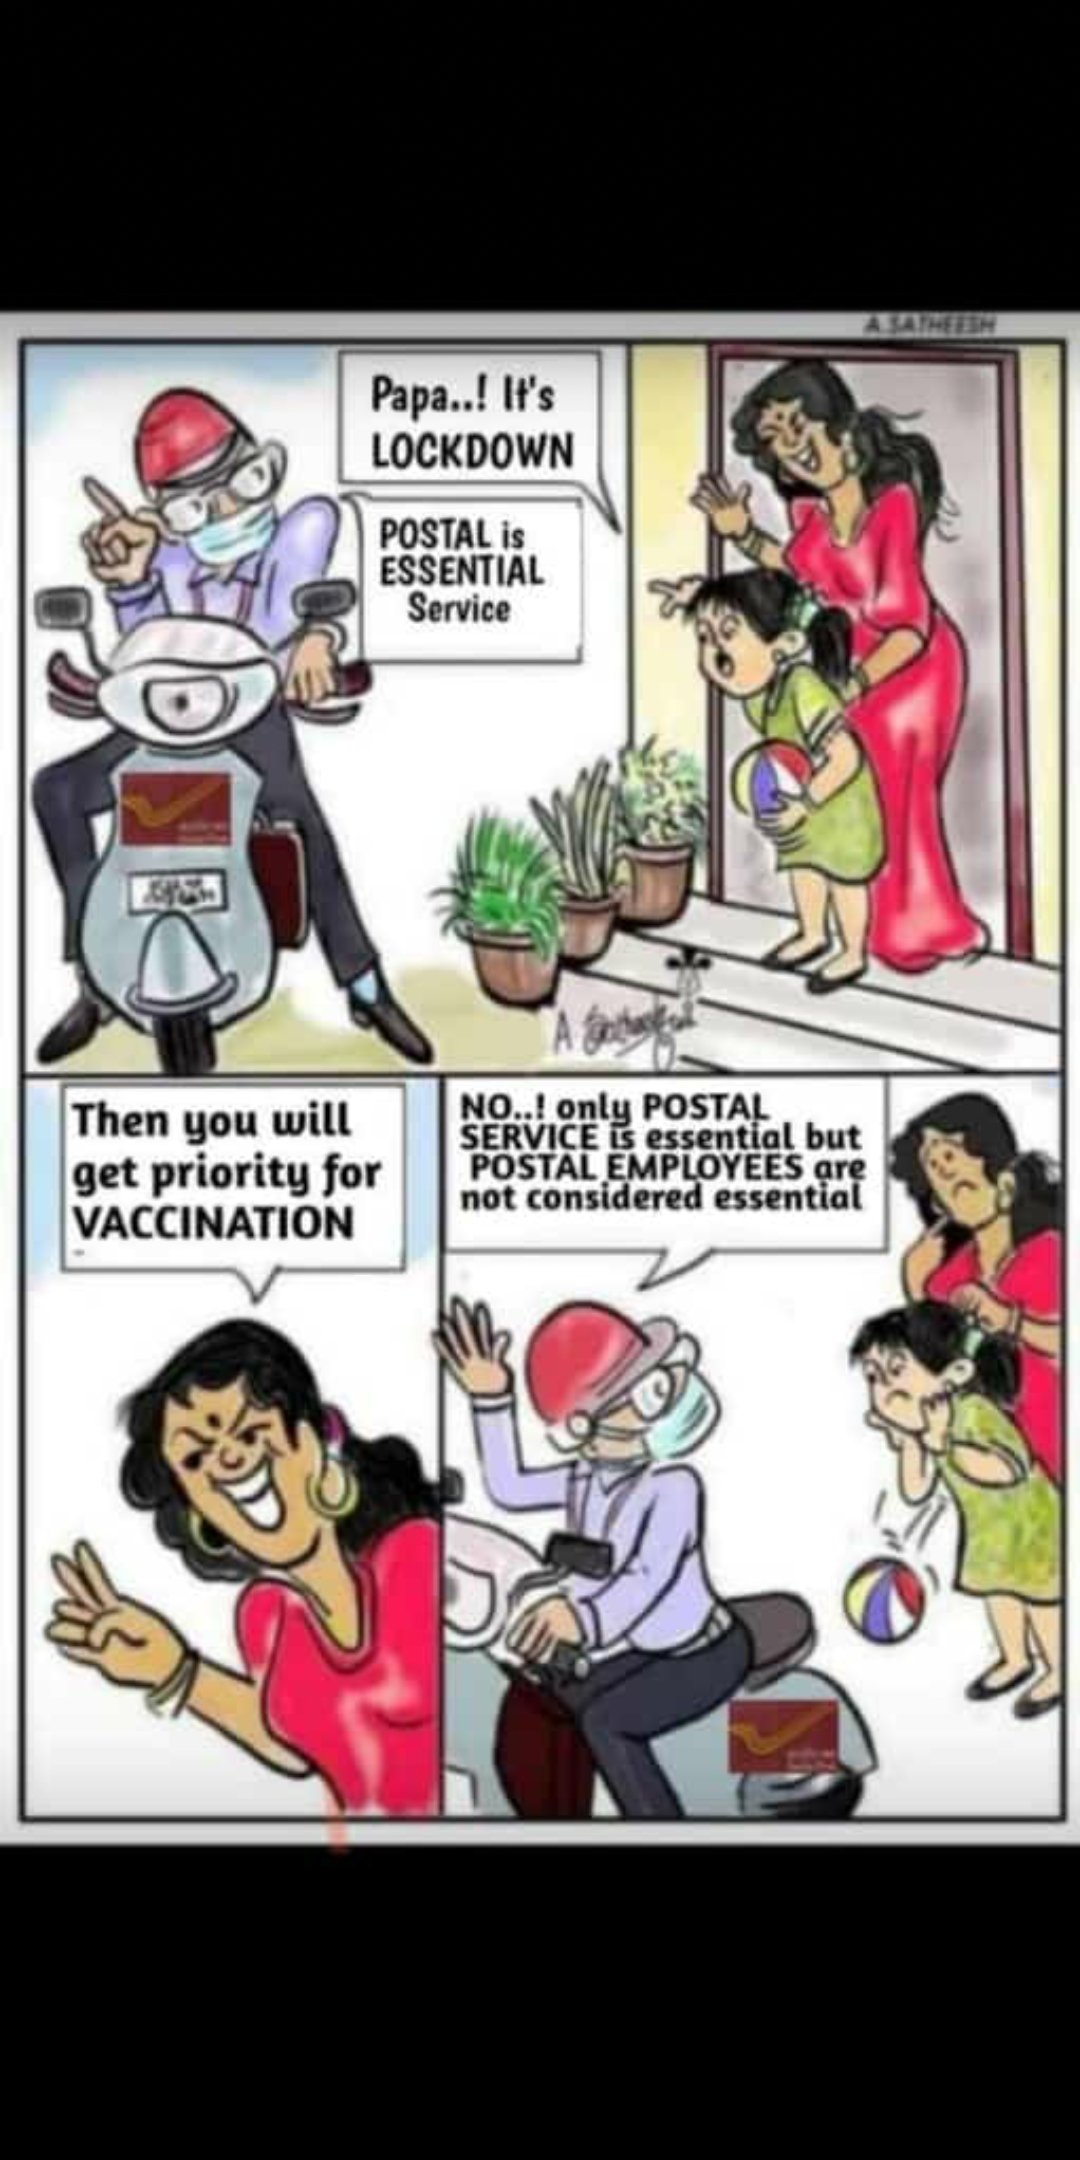 A.SATHEESH
Papa..! It's
LOCKDOWN
POSTAL is
ESSENTIAL
Service
A
Then you will
get priority for
VACCINATION
NO..! only POSTAL
SERVICE is essential but
POSTAL EMPLOYEES are
not considered essential